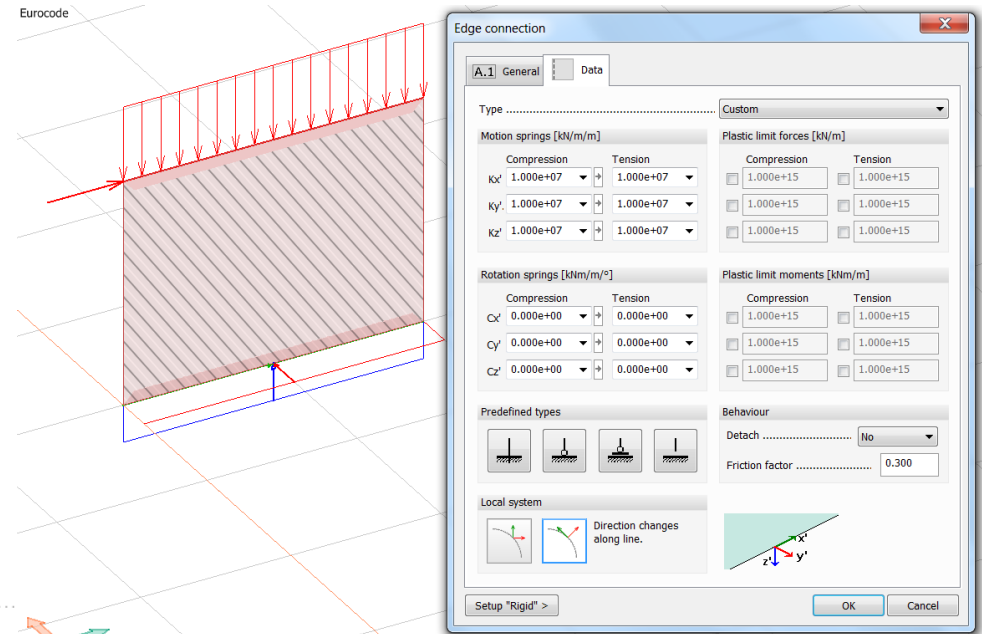 Eurocode
Edge connection
A.1 General
Data
Type
Custom
Motion springs [kN/m/m]
Plastic limit forces [kN/m]
Compression Tension
Compression Tension
Kx' 1.000e+07 1.000e+07
1.000e+15 1.000e+15
Ky' 1.000e+07 1.000e+07
1.000e+15 1.000e+15
Kz' 1.000e+07 1.000e+07
1.000e+15 1.000e+15
Rotation springs [kNm/m/°]
Plastic limit moments [kNm/m]
Compression Tension
Compression Tension
Cx' 0.000e+00 0.000e+00
1.000e+15 1.000e+15
Cy' 0.000e+00 0.000e+00
1.000e+15 1.000e+15
Cz' 0.000e+00 0.000e+00
1.000e+15 1.000e+15
Predefined types
Behaviour
Detach No
Friction factor 0.300
Local system
Direction changes
along line.
x'
z' y'
Setup "Rigid" >
OK
Cancel